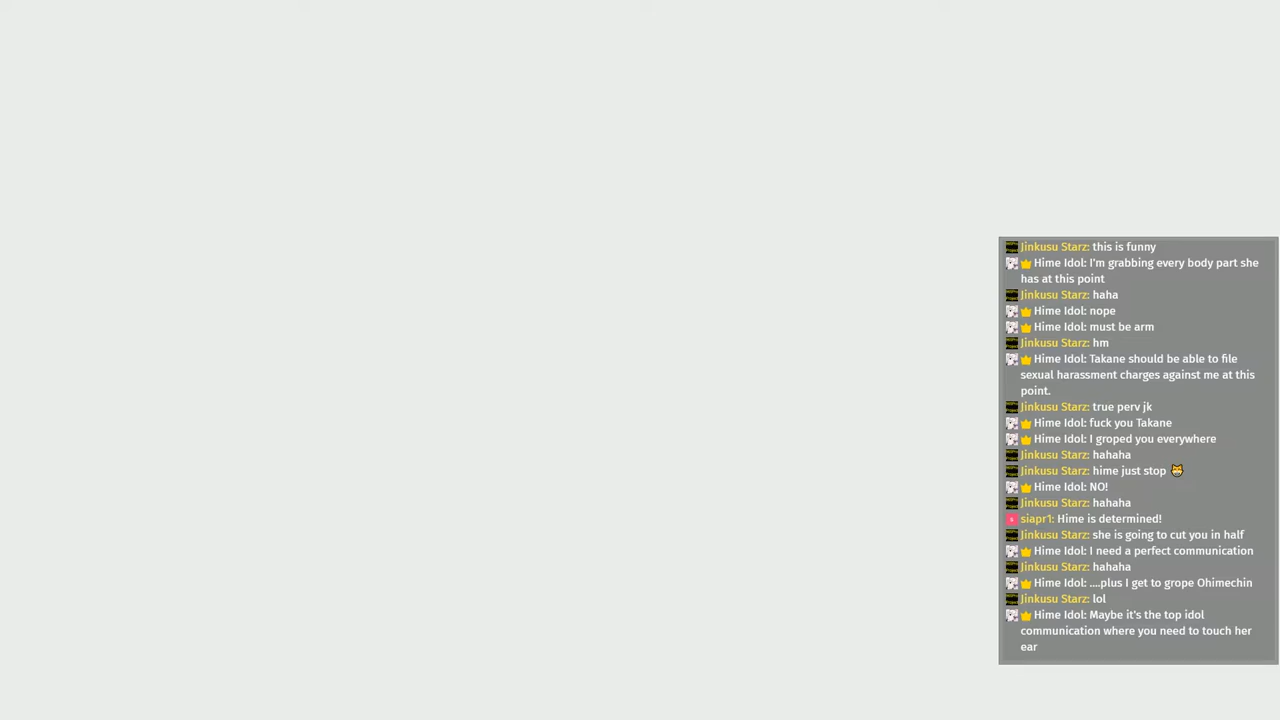 Jinkusu Starz: this is funny
Hime Idol: I'm grabbing every body part she
has at this point
Jinkusu Starz: haha
Hime Idol: nope
Hime Idol: must be arm
Jinkusu Starz: hm
Hime Idol: Takane should be able to file
sexual harassment charges against me at this
point.
Jinkusu Starz: true perv jk
Hime Idol: fuck you Takane
Hime Idol: I groped you everywhere
Jinkusu Starz: hahaha
Jinkusu Starz: hime just stop
Hime Idol: NO!
Jinkusu Starz: hahaha
siapr1: Hime is determined!
Jinkusu Starz: she is going to cut you in half
Hime Idol: I need a perfect communication
Jinkusu Starz: hahaha
Hime Idol: ....plus I get to grope Ohimechin
Jinkusu Starz: lol
Hime Idol: Maybe it's the top idol
communication where you need to touch her
ear